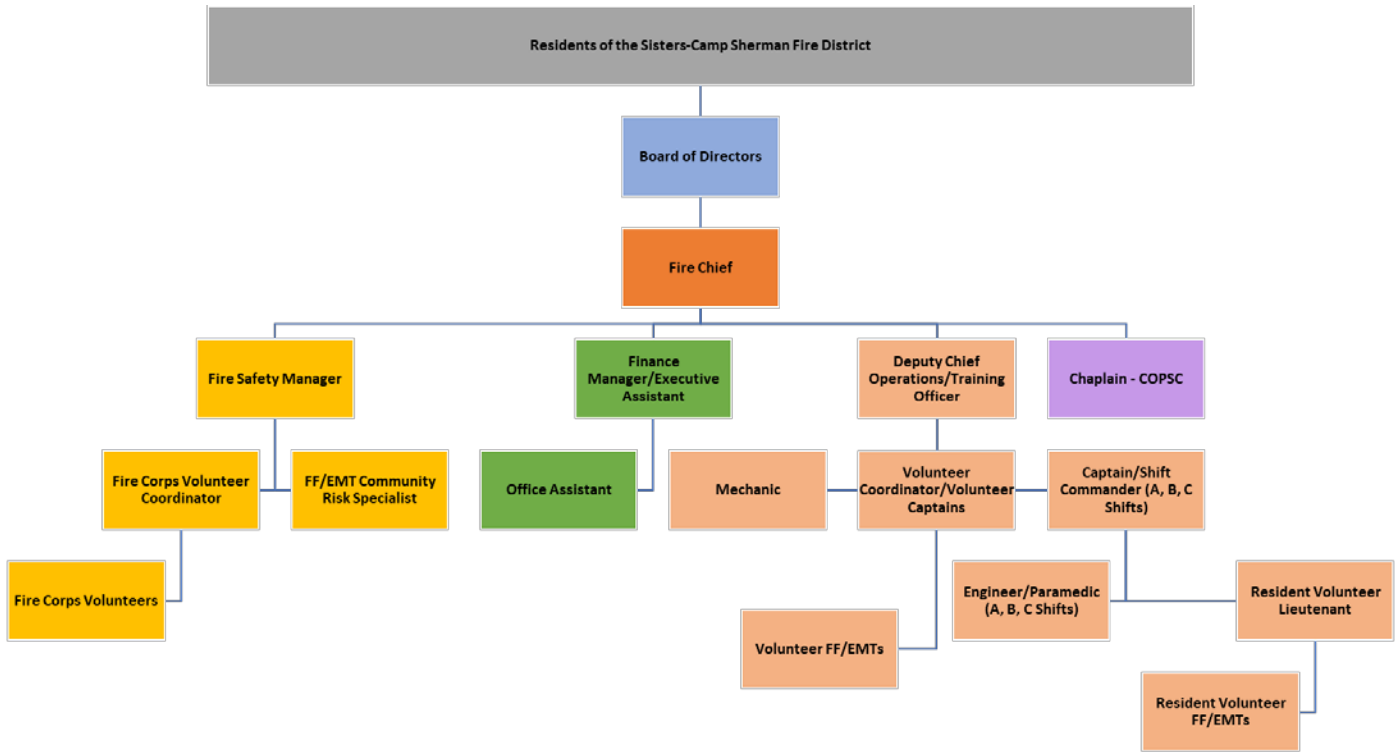 Residents of the Sisters-Camp Sherman Fire District
Board of Directors
Fire Chief
Fire Safety Manager
Finance
Manager/Executive
Assistant
Deputy Chief
Operations/Training
Officer
Chaplain - COPSC
Fire Corps Volunteer
Coordinator
FF/EMT Community
Risk Specialist
Office Assistant
Mechanic
Volunteer
Coordinator/Volunteer
Captains
Captain/Shift
Commander (A, B, C
Shifts)
Fire Corps Volunteers
Engineer/Paramedic
(A, B, C Shifts)
Resident Volunteer
Lieutenant
Volunteer FF/EMTs
Resident Volunteer
FF/EMTs